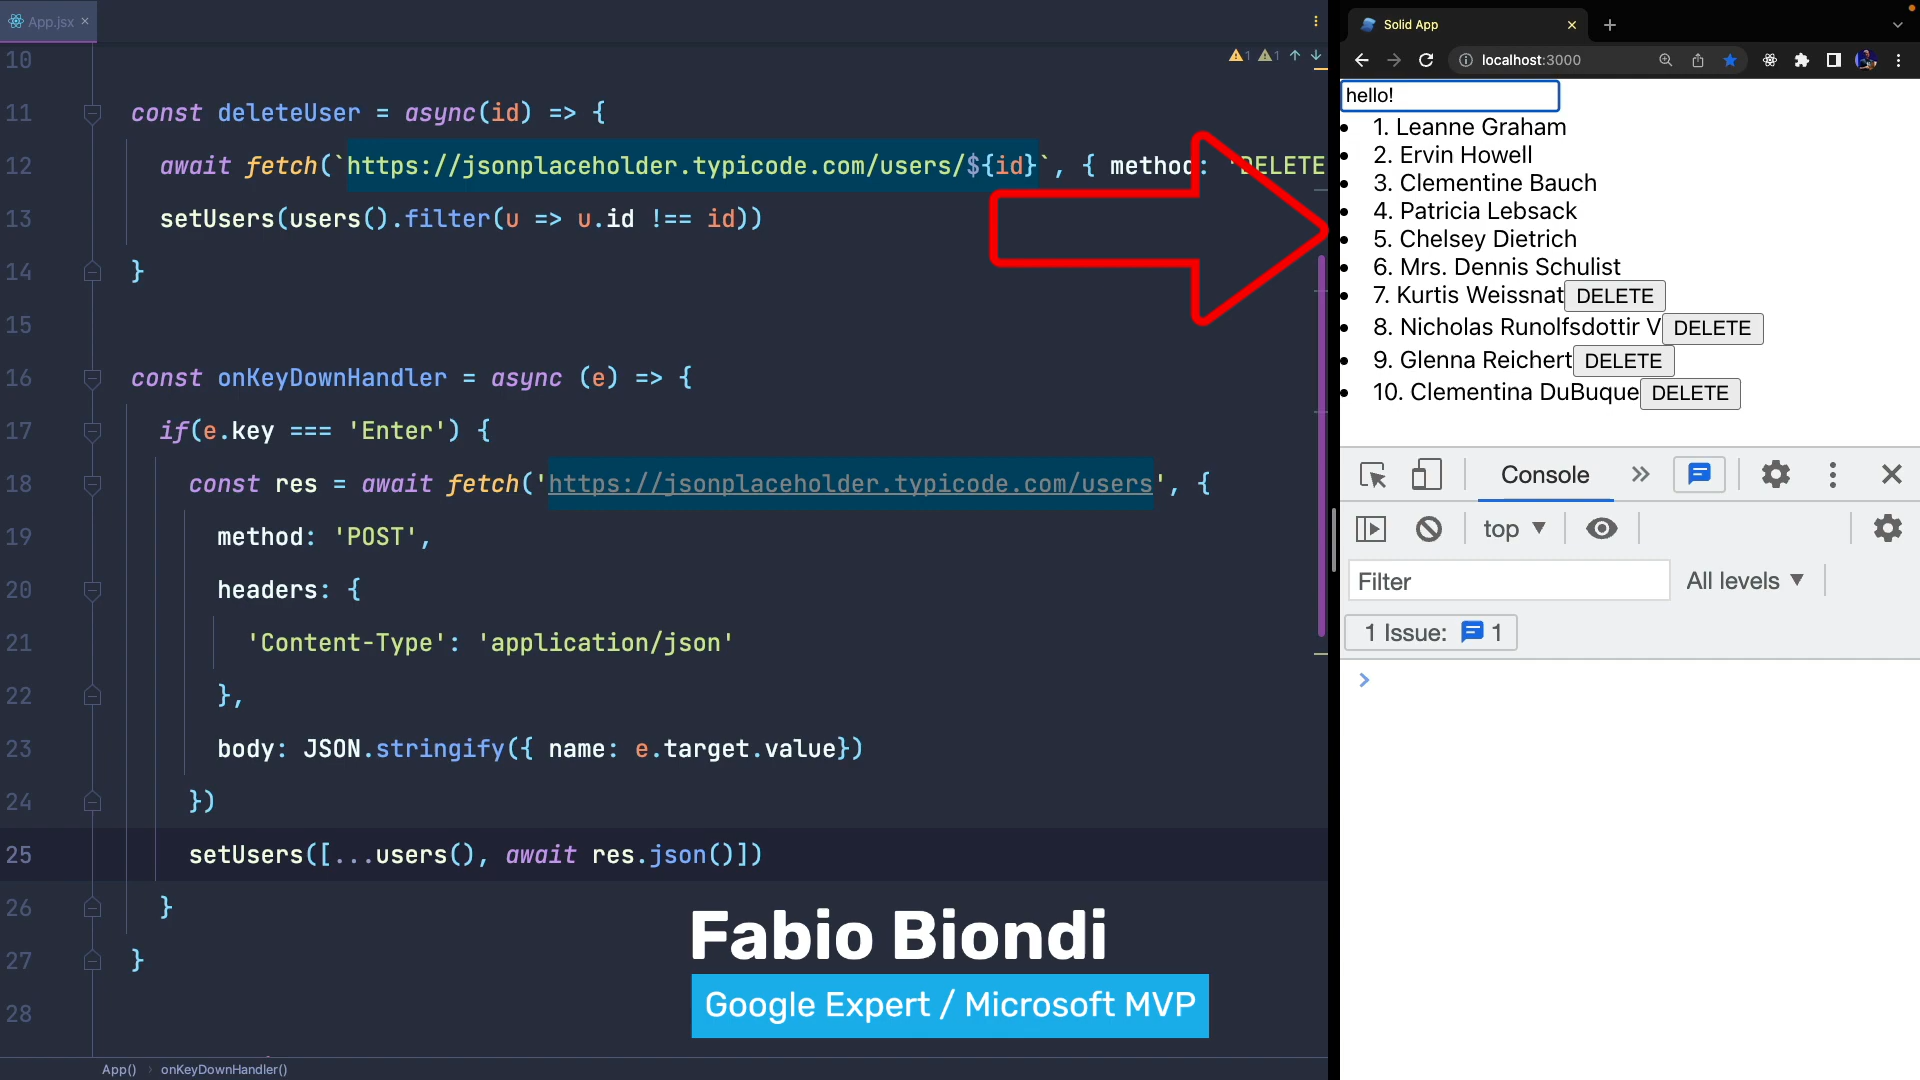 App.jsx ×
1 1
10
11 const deleteUser = async(id) => {
12 await fetch(`https://jsonplaceholder.typicode.com/users/${id}`, { method: 'DELETE
13 setUsers(users().filter(u => u.id !== id))
14 }
15
16 const onKeyDownHandler = async (e) => {
17 if(e.key === 'Enter') {
18 const res = await fetch('https://jsonplaceholder.typicode.com/users', {
19 method: 'POST',
20 headers: {
21 'Content-Type': 'application/json'
22 },
23 body: JSON.stringify({ name: e.target.value})
24 })
25 setUsers([...users(), await res.json()])
26 }
27 }
28
Fabio Biondi
Google Expert / Microsoft MVP
App() › onKeyDownHandler()
Solid App
localhost:3000
hello!
1. Leanne Graham
2. Ervin Howell
3. Clementine Bauch
4. Patricia Lebsack
5. Chelsey Dietrich
6. Mrs. Dennis Schulist
7. Kurtis Weissnat DELETE
8. Nicholas Runolfsdottir V DELETE
9. Glenna Reichert DELETE
10. Clementina DuBuque DELETE
Console »
top
Filter All levels
1 Issue: 1